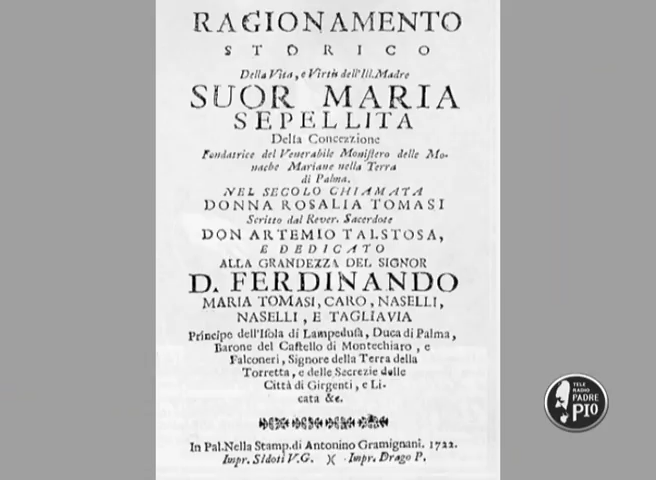 RAGIONAMENTO
STORICO
Della Vita, e Virtù dell'Ill. Madre
SUOR MARIA
SEPELLITA
Della Concezzione
Fondatrice del Venerabile Moniſtero delle Mo-
nache Mariane nella Terra
di Palma.
NEL SECOLO CHIAMATA
DONNA ROSALIA TOMASI
Scritto dal Rever. Sacerdote
DON ARTEMIO TALSTOSA,
E DEDICATO
ALLA GRANDEZZA DEL SIGNOR
D. FERDINANDO
MARIA TOMASI, CARO, NASELLI,
NASELLI, E TAGLIAVIA
Principe dell'Iſola di Lampeduſa, Duca di Palma,
Barone del Caſtello di Montechiaro, e
Falconeri, Signore della Terra della
Torretta, e delle Secrezie delle
Città di Girgenti, e Li-
cata &c.
In Pal. Nella Stamp. di Antonino Gramignani. 1722.
Impr. Sidoti V. G. )( Impr. Drago P.
TELE
RADIO
PADRE
PIO